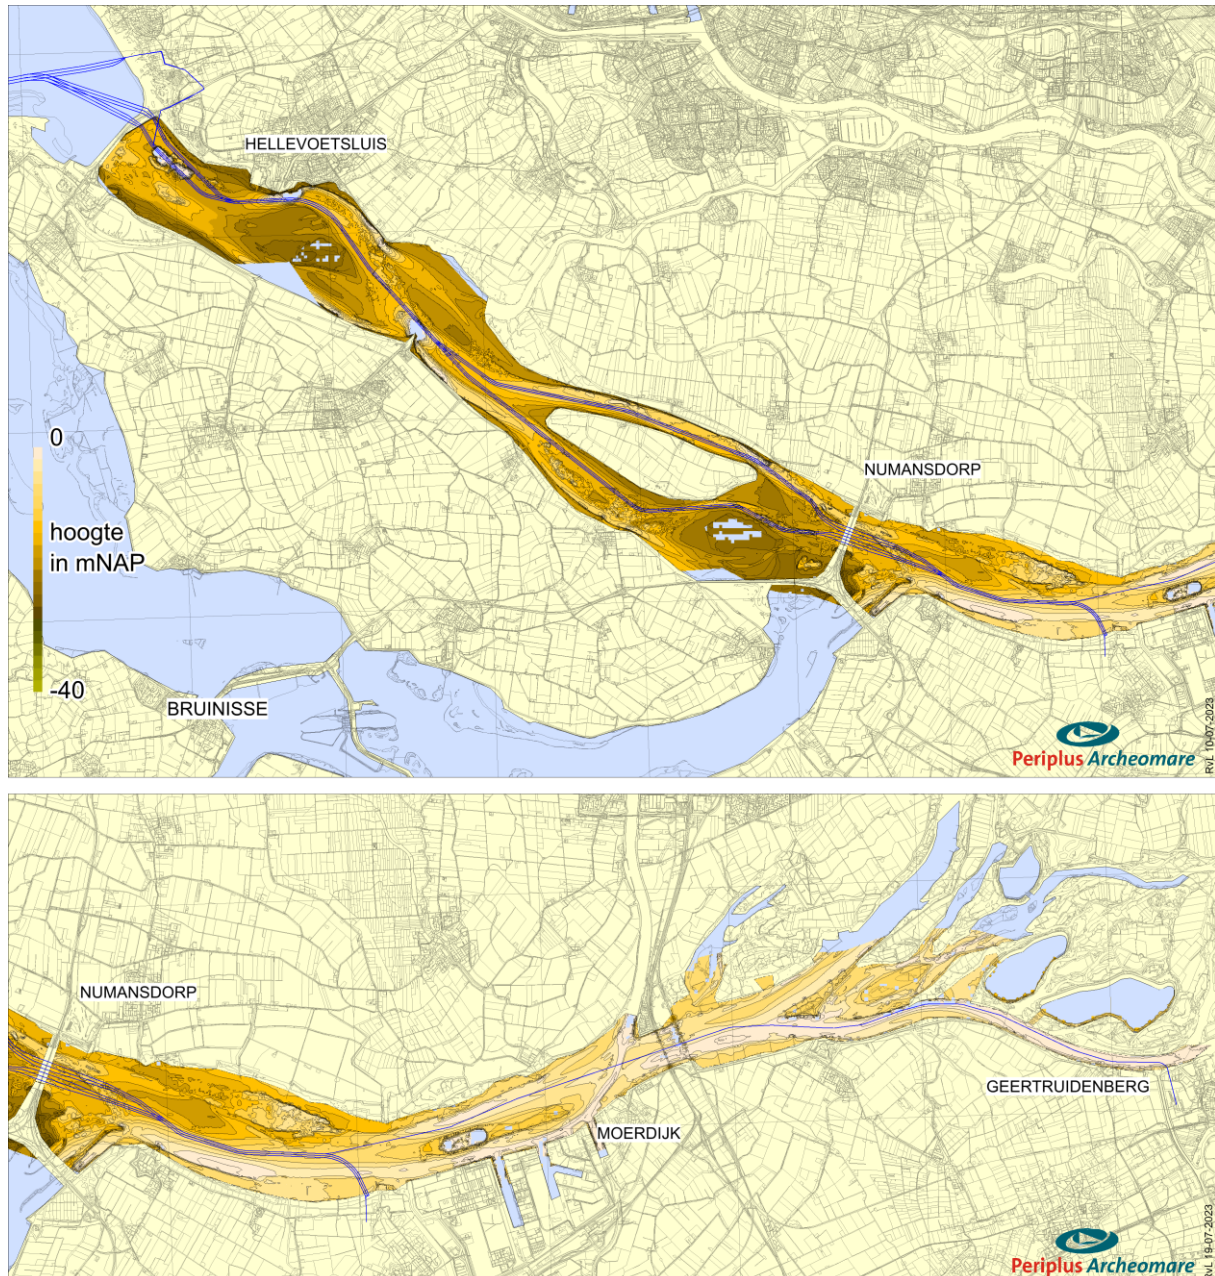 HELLEVOETSLUIS
0
NUMANSDORP
hoogte
in mNAP
-40
BRUINISSE
Periplus Archeomare
RvL 10-07-2023
NUMANSDORP
GEERTRUIDENBERG
MOERDIJK
Periplus Archeomare
RvL 19-07-2023